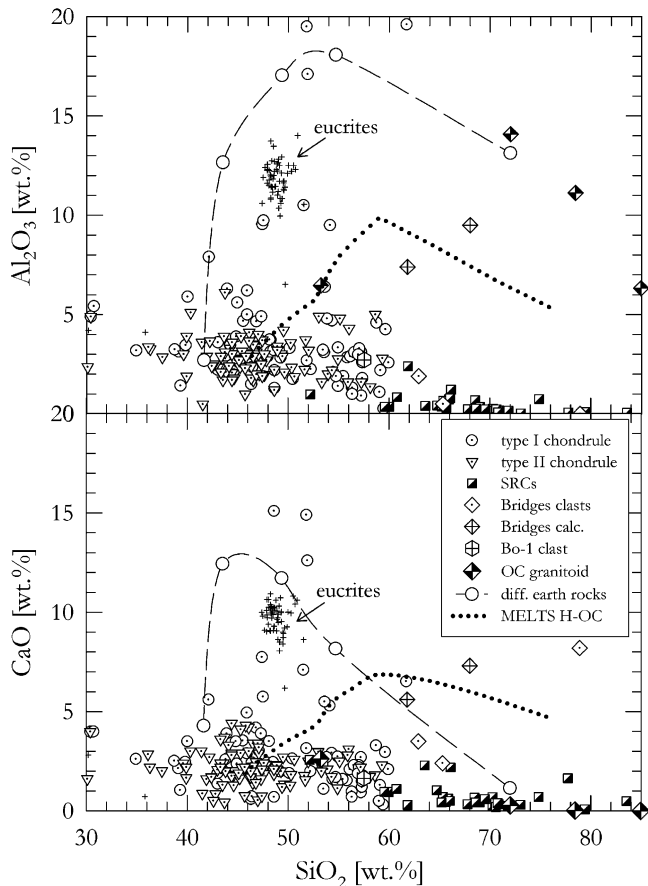 20
15
10
5
Al₂O₃ [wt.%]
eucrites
20
15
10
5
0
CaO [wt.%]
eucrites
type I chondrule
type II chondrule
SRCs
Bridges clasts
Bridges calc.
Bo-1 clast
OC granitoid
diff. earth rocks
MELTS H-OC
30 40 50 60 70 80
SiO₂ [wt.%]